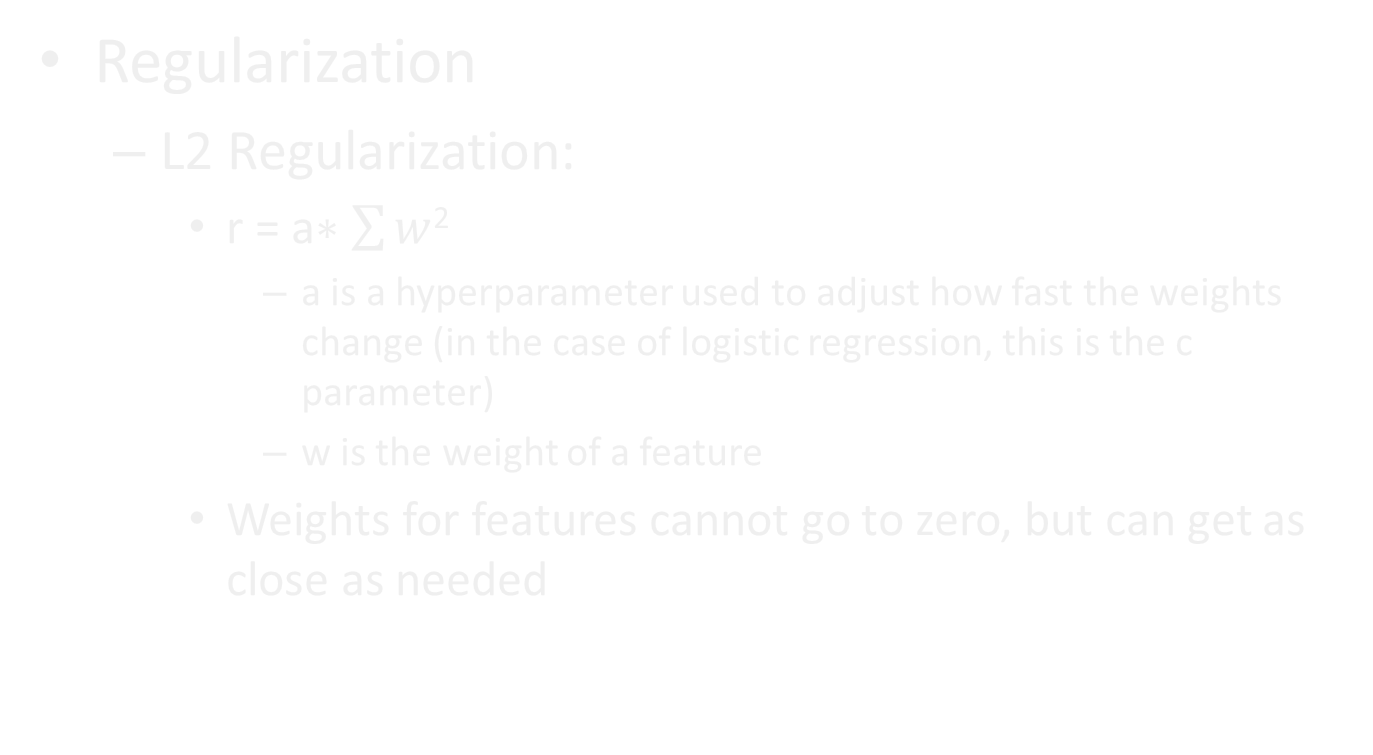 • Regularization
– L2 Regularization:
• r = a∗ ∑ 𝑤²
– a is a hyperparameter used to adjust how fast the weights
change (in the case of logistic regression, this is the c
parameter)
– w is the weight of a feature
• Weights for features cannot go to zero, but can get as
close as needed